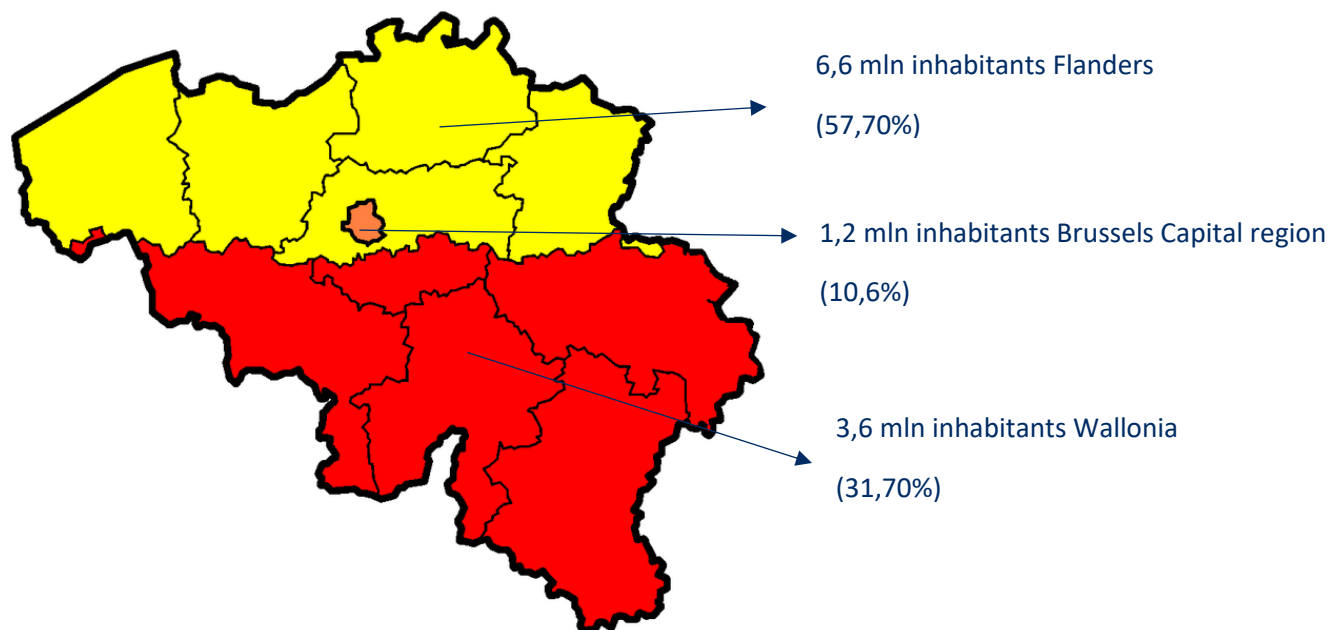 6,6 mln inhabitants Flanders
(57,70%)
1,2 mln inhabitants Brussels Capital region
(10,6%)
3,6 mln inhabitants Wallonia
(31,70%)